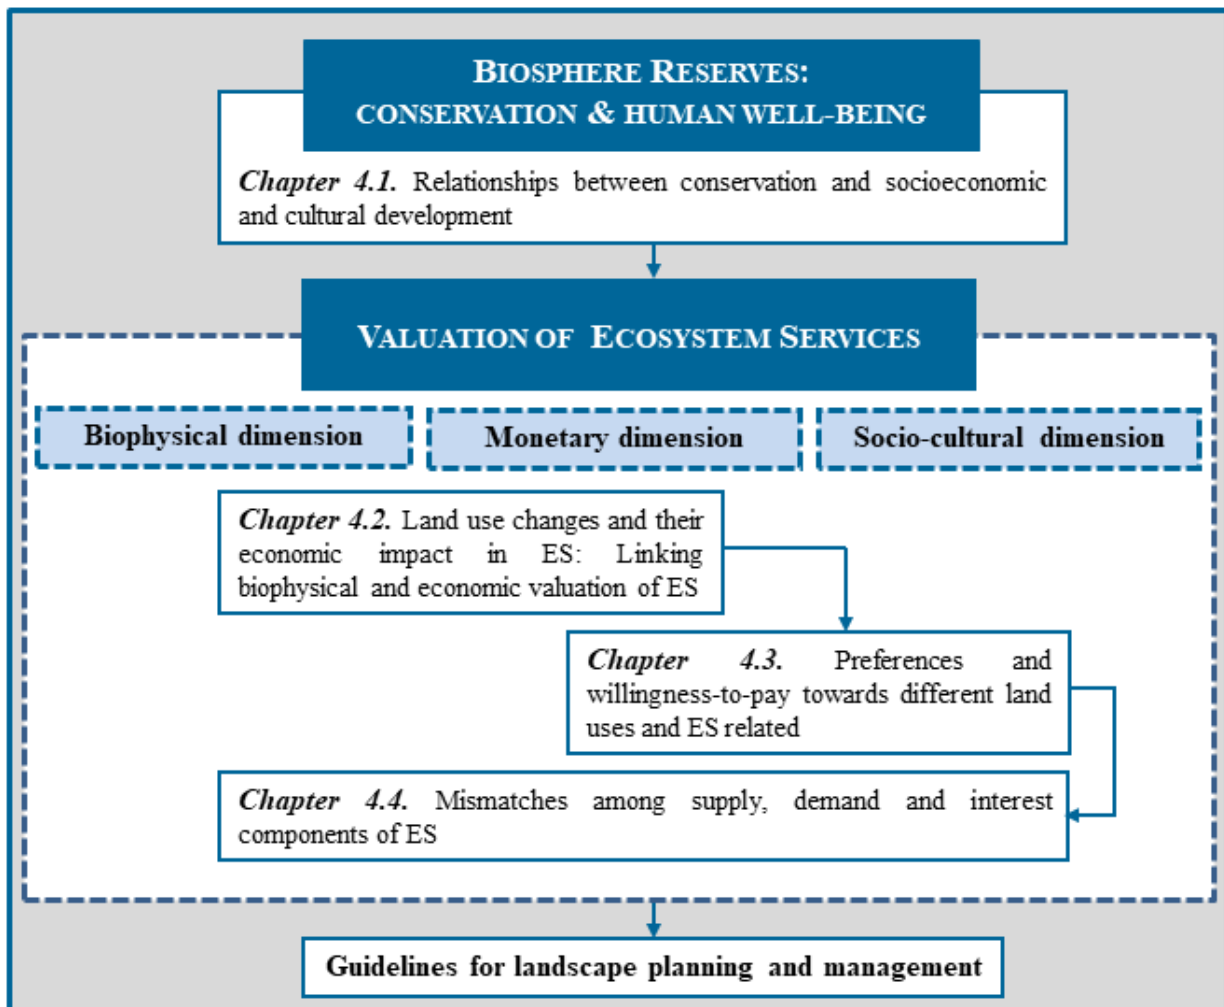 BIOSPHERE RESERVES:
CONSERVATION & HUMAN WELL-BEING
Chapter 4.1. Relationships between conservation and socioeconomic
and cultural development
VALUATION OF ECOSYSTEM SERVICES
Biophysical dimension
Monetary dimension
Socio-cultural dimension
Chapter 4.2. Land use changes and their
economic impact in ES: Linking
biophysical and economic valuation of ES
Chapter 4.3. Preferences and
willingness-to-pay towards different land
uses and ES related
Chapter 4.4. Mismatches among supply, demand and interest
components of ES
Guidelines for landscape planning and management